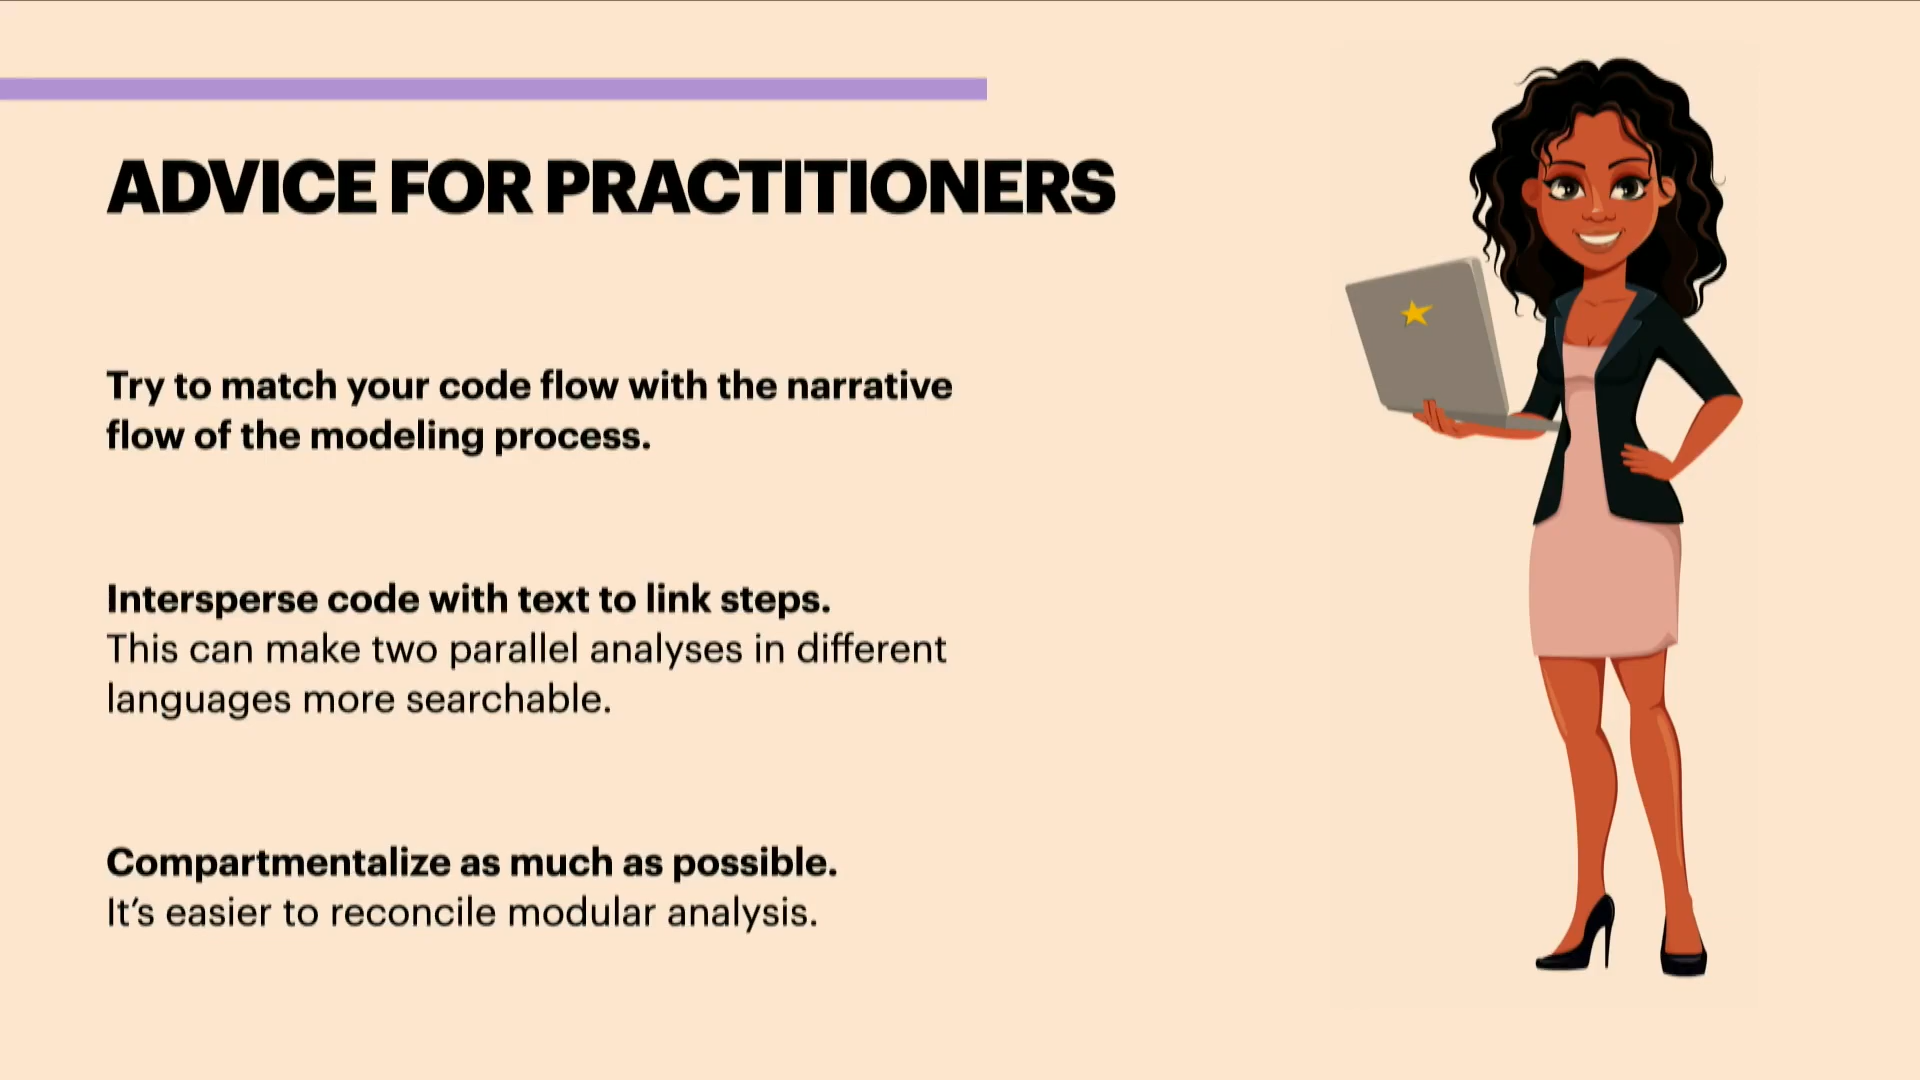 ADVICE FOR PRACTITIONERS
Try to match your code flow with the narrative
flow of the modeling process.
Intersperse code with text to link steps.
This can make two parallel analyses in different
languages more searchable.
Compartmentalize as much as possible.
It’s easier to reconcile modular analysis.